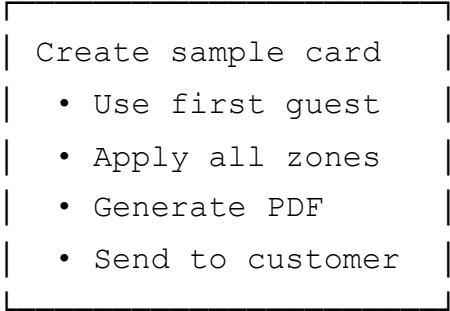 Create sample card
• Use first guest
• Apply all zones
• Generate PDF
• Send to customer